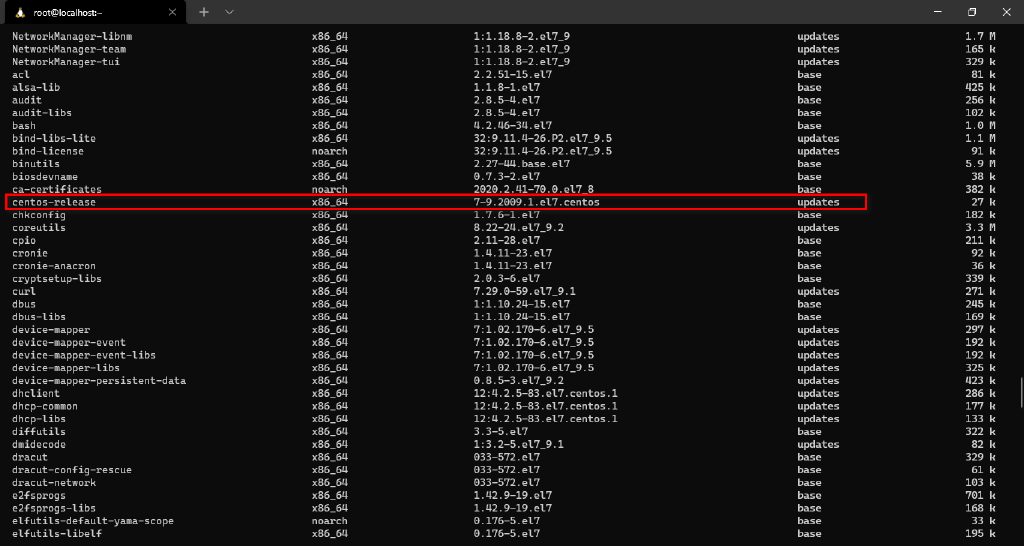 root@localhost:~
NetworkManager-libnm x86_64 1:1.18.8-2.el7_9 updates 1.7 M
NetworkManager-team x86_64 1:1.18.8-2.el7_9 updates 165 k
NetworkManager-tui x86_64 1:1.18.8-2.el7_9 updates 329 k
acl x86_64 2.2.51-15.el7 base 81 k
alsa-lib x86_64 1.1.8-1.el7 base 425 k
audit x86_64 2.8.5-4.el7 base 256 k
audit-libs x86_64 2.8.5-4.el7 base 102 k
bash x86_64 4.2.46-34.el7 base 1.0 M
bind-libs-lite x86_64 32:9.11.4-26.P2.el7_9.5 updates 1.1 M
bind-license noarch 32:9.11.4-26.P2.el7_9.5 updates 91 k
binutils x86_64 2.27-44.base.el7 base 5.9 M
biosdevname x86_64 0.7.3-2.el7 base 38 k
ca-certificates noarch 2020.2.41-70.0.el7_8 base 382 k
centos-release x86_64 7-9.2009.1.el7.centos updates 27 k
chkconfig x86_64 1.7.6-1.el7 base 182 k
coreutils x86_64 8.22-24.el7_9.2 updates 3.3 M
cpio x86_64 2.11-28.el7 base 211 k
cronie x86_64 1.4.11-23.el7 base 92 k
cronie-anacron x86_64 1.4.11-23.el7 base 36 k
cryptsetup-libs x86_64 2.0.3-6.el7 base 339 k
curl x86_64 7.29.0-59.el7_9.1 updates 271 k
dbus x86_64 1:1.10.24-15.el7 base 245 k
dbus-libs x86_64 1:1.10.24-15.el7 base 169 k
device-mapper x86_64 7:1.02.170-6.el7_9.5 updates 297 k
device-mapper-event x86_64 7:1.02.170-6.el7_9.5 updates 192 k
device-mapper-event-libs x86_64 7:1.02.170-6.el7_9.5 updates 192 k
device-mapper-libs x86_64 7:1.02.170-6.el7_9.5 updates 325 k
device-mapper-persistent-data x86_64 0.8.5-3.el7_9.2 updates 423 k
dhclient x86_64 12:4.2.5-83.el7.centos.1 updates 286 k
dhcp-common x86_64 12:4.2.5-83.el7.centos.1 updates 177 k
dhcp-libs x86_64 12:4.2.5-83.el7.centos.1 updates 133 k
diffutils x86_64 3.3-5.el7 base 322 k
dmidecode x86_64 1:3.2-5.el7_9.1 updates 82 k
dracut x86_64 033-572.el7 base 329 k
dracut-config-rescue x86_64 033-572.el7 base 61 k
dracut-network x86_64 033-572.el7 base 103 k
e2fsprogs x86_64 1.42.9-19.el7 base 701 k
e2fsprogs-libs x86_64 1.42.9-19.el7 base 168 k
elfutils-default-yama-scope noarch 0.176-5.el7 base 33 k
elfutils-libelf x86_64 0.176-5.el7 base 195 k